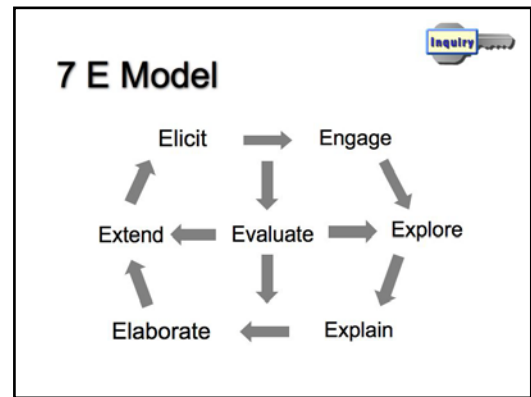 Inquiry
7 E Model
Elicit Engage
Extend Evaluate Explore
Elaborate Explain